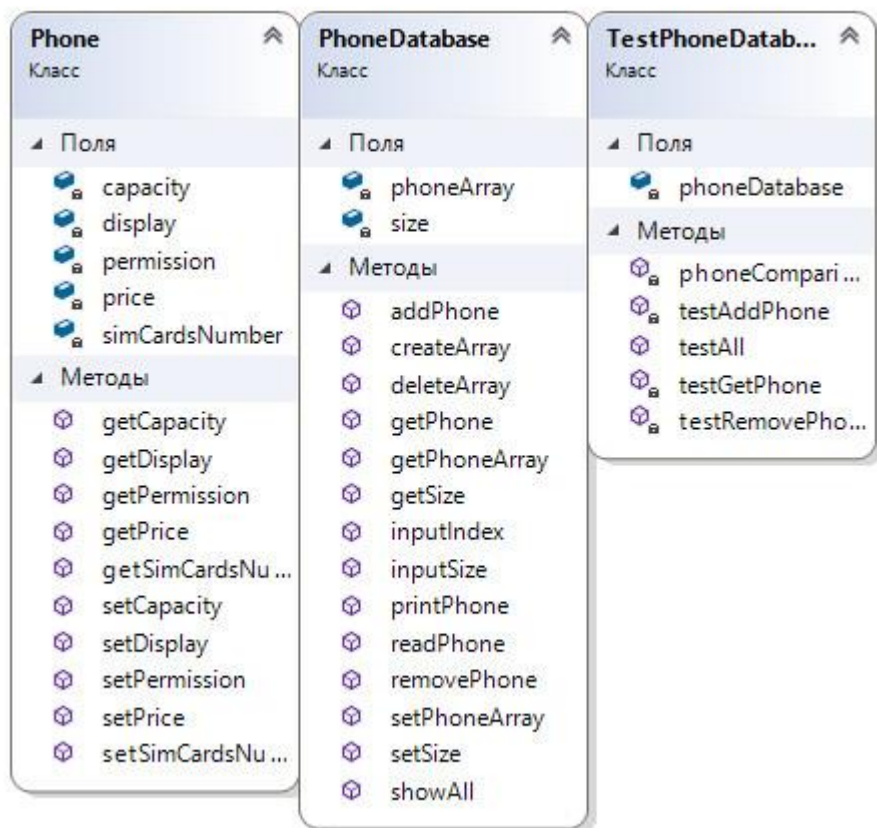 Phone
Класс
Поля
capacity
display
permission
price
simCardsNumber
Методы
getCapacity
getDisplay
getPermission
getPrice
getSimCardsNu ...
setCapacity
setDisplay
setPermission
setPrice
setSimCardsNu ...
PhoneDatabase
Класс
Поля
phoneArray
size
Методы
addPhone
createArray
deleteArray
getPhone
getPhoneArray
getSize
inputIndex
inputSize
printPhone
readPhone
removePhone
setPhoneArray
setSize
showAll
TestPhoneDatab...
Класс
Поля
phoneDatabase
Методы
phoneCompari ...
testAddPhone
testAll
testGetPhone
testRemovePho...